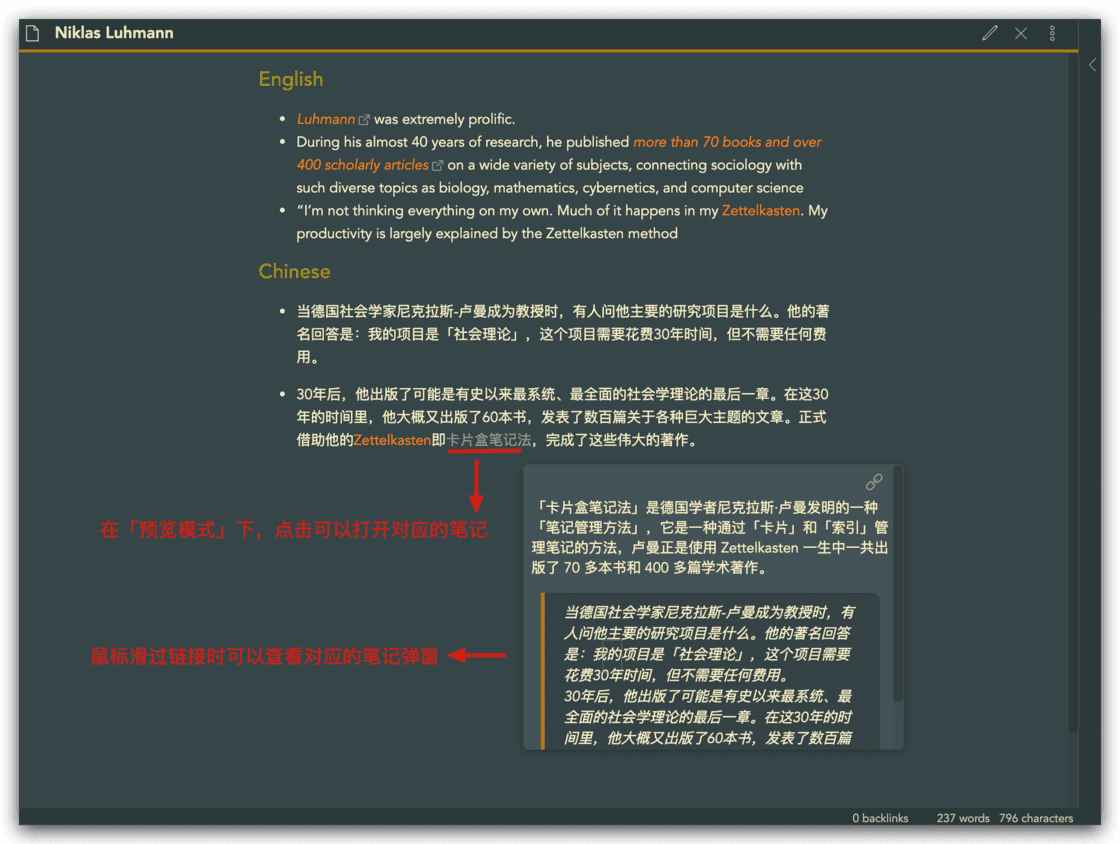 Niklas Luhmann
English
Luhmann was extremely prolific.
During his almost 40 years of research, he published more than 70 books and over
400 scholarly articles on a wide variety of subjects, connecting sociology with
such diverse topics as biology, mathematics, cybernetics, and computer science
“I’m not thinking everything on my own. Much of it happens in my Zettelkasten. My
productivity is largely explained by the Zettelkasten method
Chinese
当德国社会学家尼克拉斯-卢曼成为教授时，有人问他主要的研究项目是什么。他的著
名回答是：我的项目是「社会理论」，这个项目需要花费30年时间，但不需要任何费
用。
30年后，他出版了可能是有史以来最系统、最全面的社会学理论的最后一章。在这30
年的时间里，他大概又出版了60本书，发表了数百篇关于各种巨大主题的文章。正式
借助他的Zettelkasten即卡片盒笔记法，完成了这些伟大的著作。
在「预览模式」下，点击可以打开对应的笔记
「卡片盒笔记法」是德国学者尼克拉斯·卢曼发明的一种
「笔记管理方法」，它是一种通过「卡片」和「索引」管
理笔记的方法，卢曼正是使用 Zettelkasten 一生中一共出
版了 70 多本书和 400 多篇学术著作。
当德国社会学家尼克拉斯-卢曼成为教授时，有
人问他主要的研究项目是什么。他的著名回答
是：我的项目是「社会理论」，这个项目需要
花费30年时间，但不需要任何费用。
30年后，他出版了可能是有史以来最系统、最
全面的社会学理论的最后一章。在这30年的时
间里，他大概又出版了60本书，发表了数百篇
鼠标滑过链接时可以查看对应的笔记弹窗
0 backlinks 237 words 796 characters